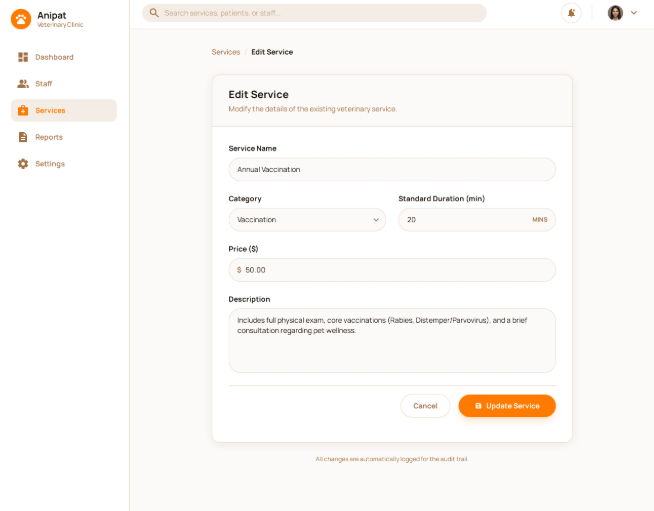 Anipat
Veterinary Clinic
Search services, patients, or staff...
Dashboard
Staff
Services
Reports
Settings
Services / Edit Service
Edit Service
Modify the details of the existing veterinary service.
Service Name
Annual Vaccination
Category
Standard Duration (min)
Vaccination
20 MINS
Price ($)
$ 50.00
Description
Includes full physical exam, core vaccinations (Rabies, Distemper/Parvovirus), and a brief
consultation regarding pet wellness.
Cancel
Update Service
All changes are automatically logged for the audit trail.